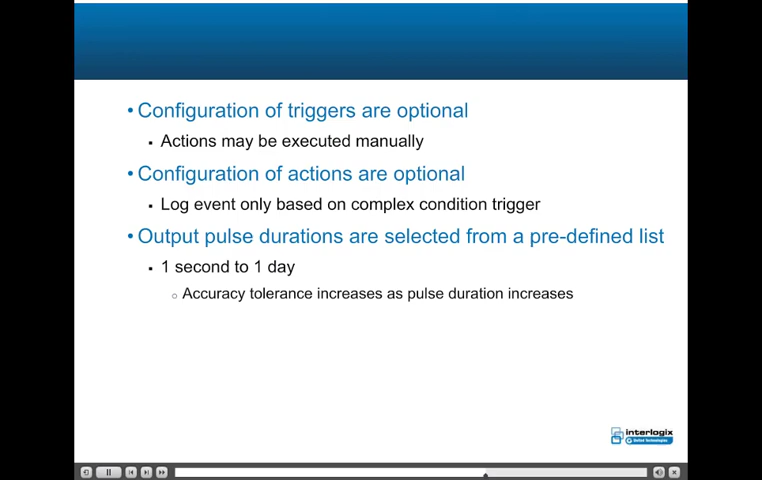 • Configuration of triggers are optional
▪ Actions may be executed manually
• Configuration of actions are optional
▪ Log event only based on complex condition trigger
• Output pulse durations are selected from a pre-defined list
▪ 1 second to 1 day
○ Accuracy tolerance increases as pulse duration increases
interlogix
United Technologies